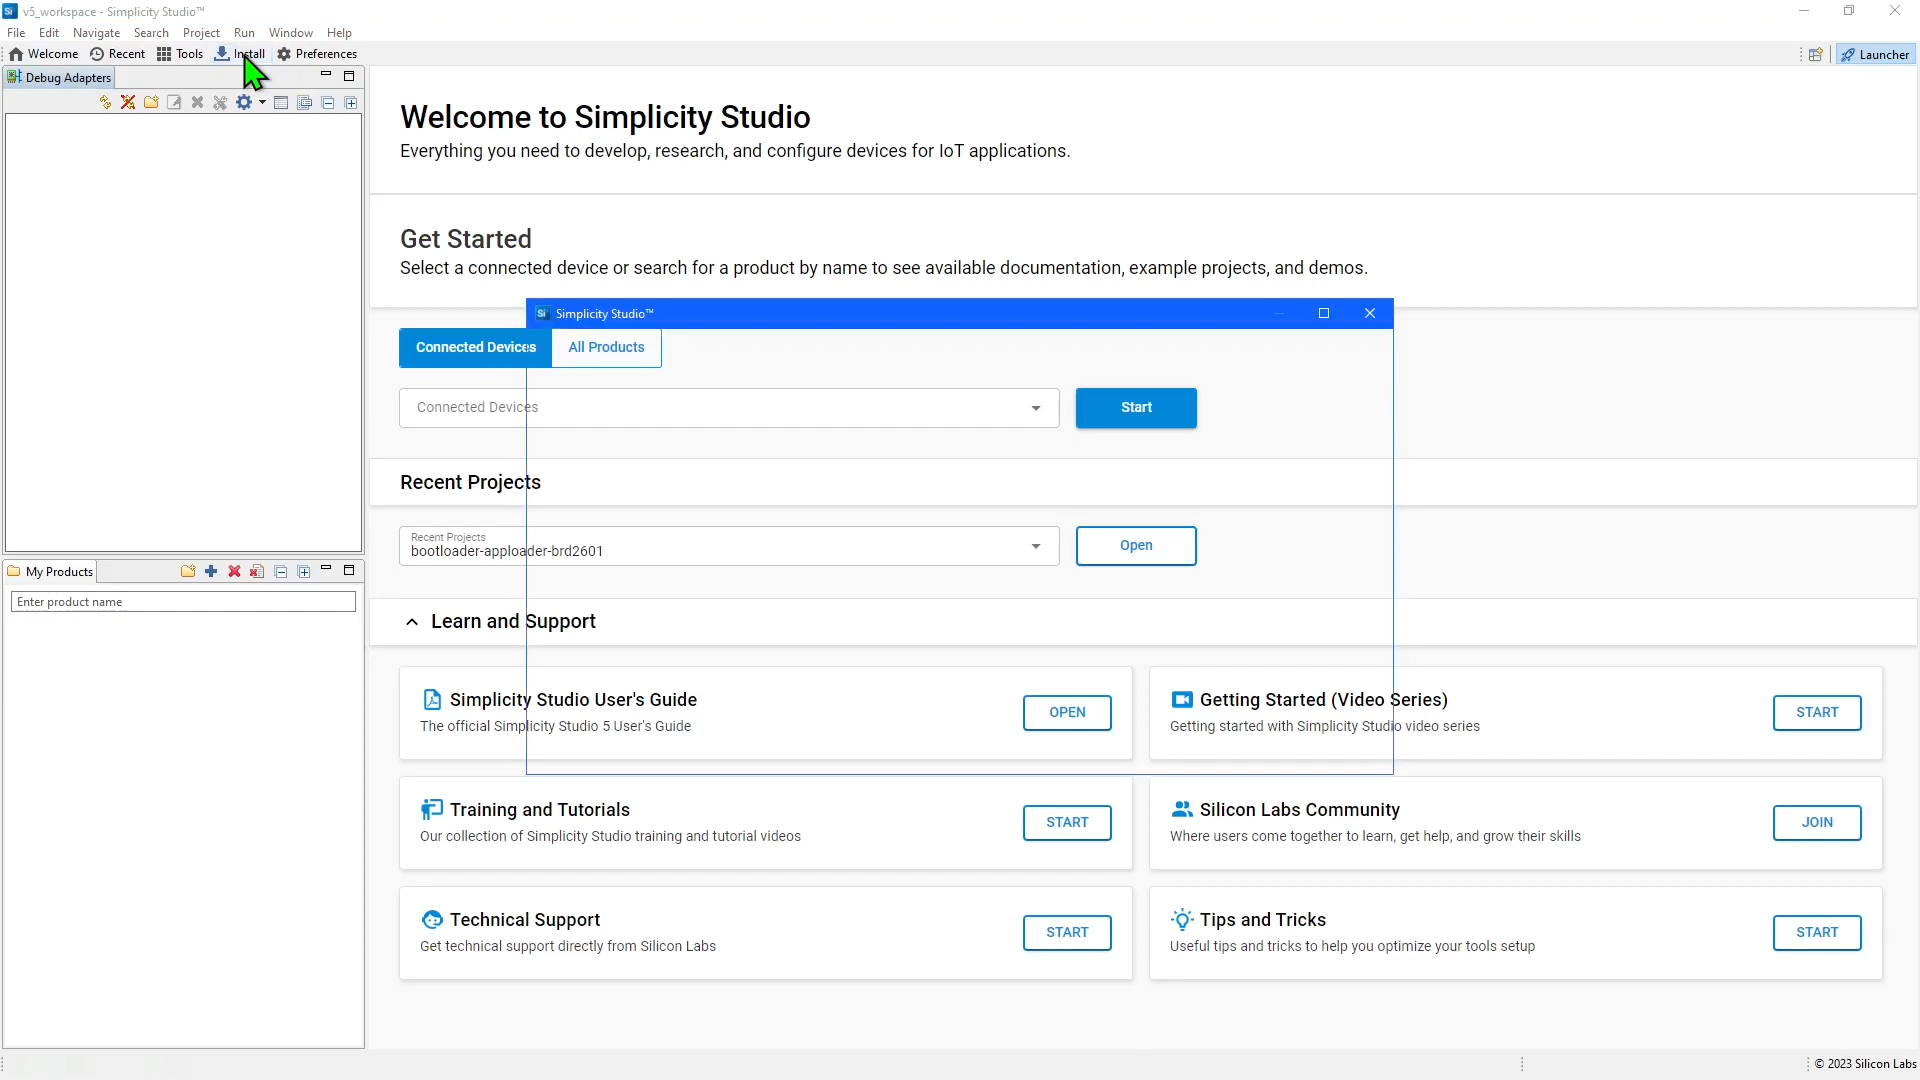 v5_workspace - Simplicity Studio™
File Edit Navigate Search Project Run Window Help
Welcome Recent Tools Install Preferences
Launcher
Debug Adapters
Welcome to Simplicity Studio
Everything you need to develop, research, and configure devices for IoT applications.
Get Started
Select a connected device or search for a product by name to see available documentation, example projects, and demos.
Simplicity Studio™
Connected Devices All Products
Connected Devices
Start
Recent Projects
Recent Projects
bootloader-apploader-brd2601
Open
My Products
Enter product name
Learn and Support
Simplicity Studio User's Guide
The official Simplicity Studio 5 User's Guide
OPEN
Getting Started (Video Series)
Getting started with Simplicity Studio video series
START
Training and Tutorials
Our collection of Simplicity Studio training and tutorial videos
START
Silicon Labs Community
Where users come together to learn, get help, and grow their skills
JOIN
Technical Support
Get technical support directly from Silicon Labs
START
Tips and Tricks
Useful tips and tricks to help you optimize your tools setup
START
© 2023 Silicon Labs